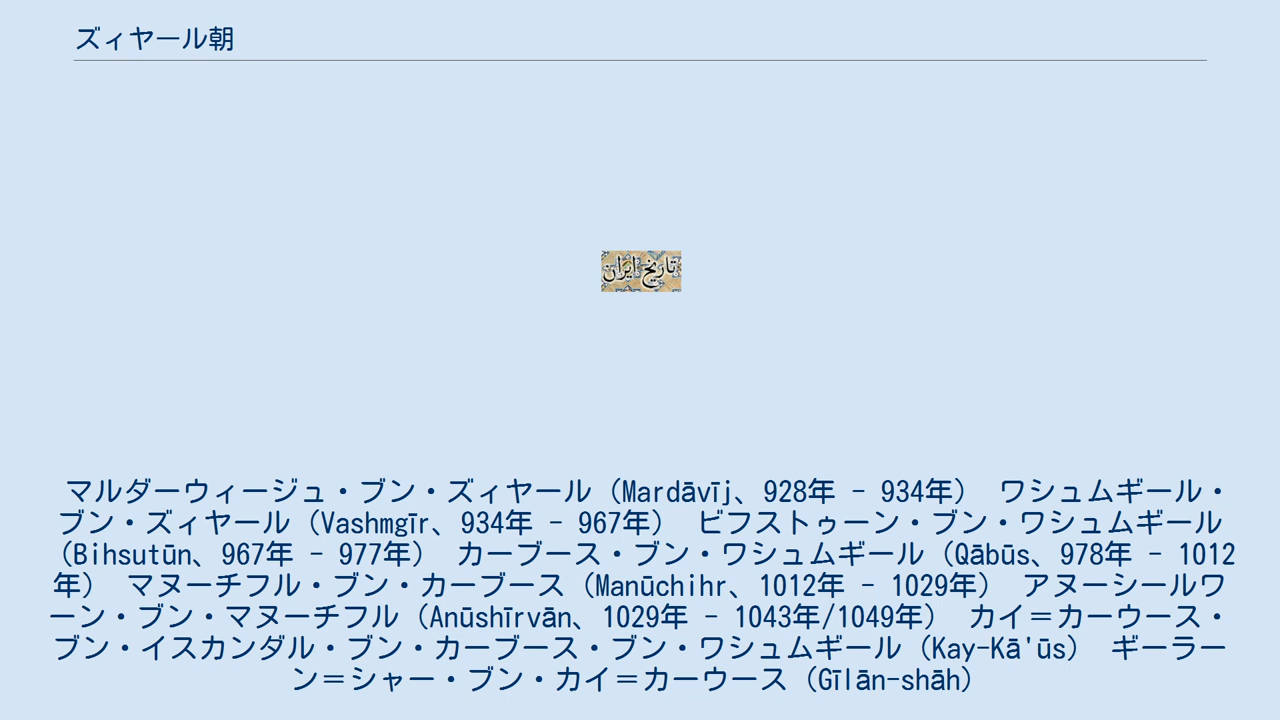 ズィヤール朝
تاریخ ایران
マルダーウィージュ・ブン・ズィヤール（Mardāvīj、928年 - 934年） ワシュムギール・
ブン・ズィヤール（Vashmgīr、934年 - 967年） ビフストゥーン・ブン・ワシュムギール
（Bihsutūn、967年 - 977年） カーブース・ブン・ワシュムギール（Qābūs、978年 - 1012
年） マヌーチフル・ブン・カーブース（Manūchihr、1012年 - 1029年） アヌーシールワ
ーン・ブン・マヌーチフル（Anūshīrvān、1029年 - 1043年/1049年） カイ＝カーウース・
ブン・イスカンダル・ブン・カーブース・ブン・ワシュムギール（Kay-Kā'ūs） ギーラー
ン＝シャー・ブン・カイ＝カーウース（Gīlān-shāh）